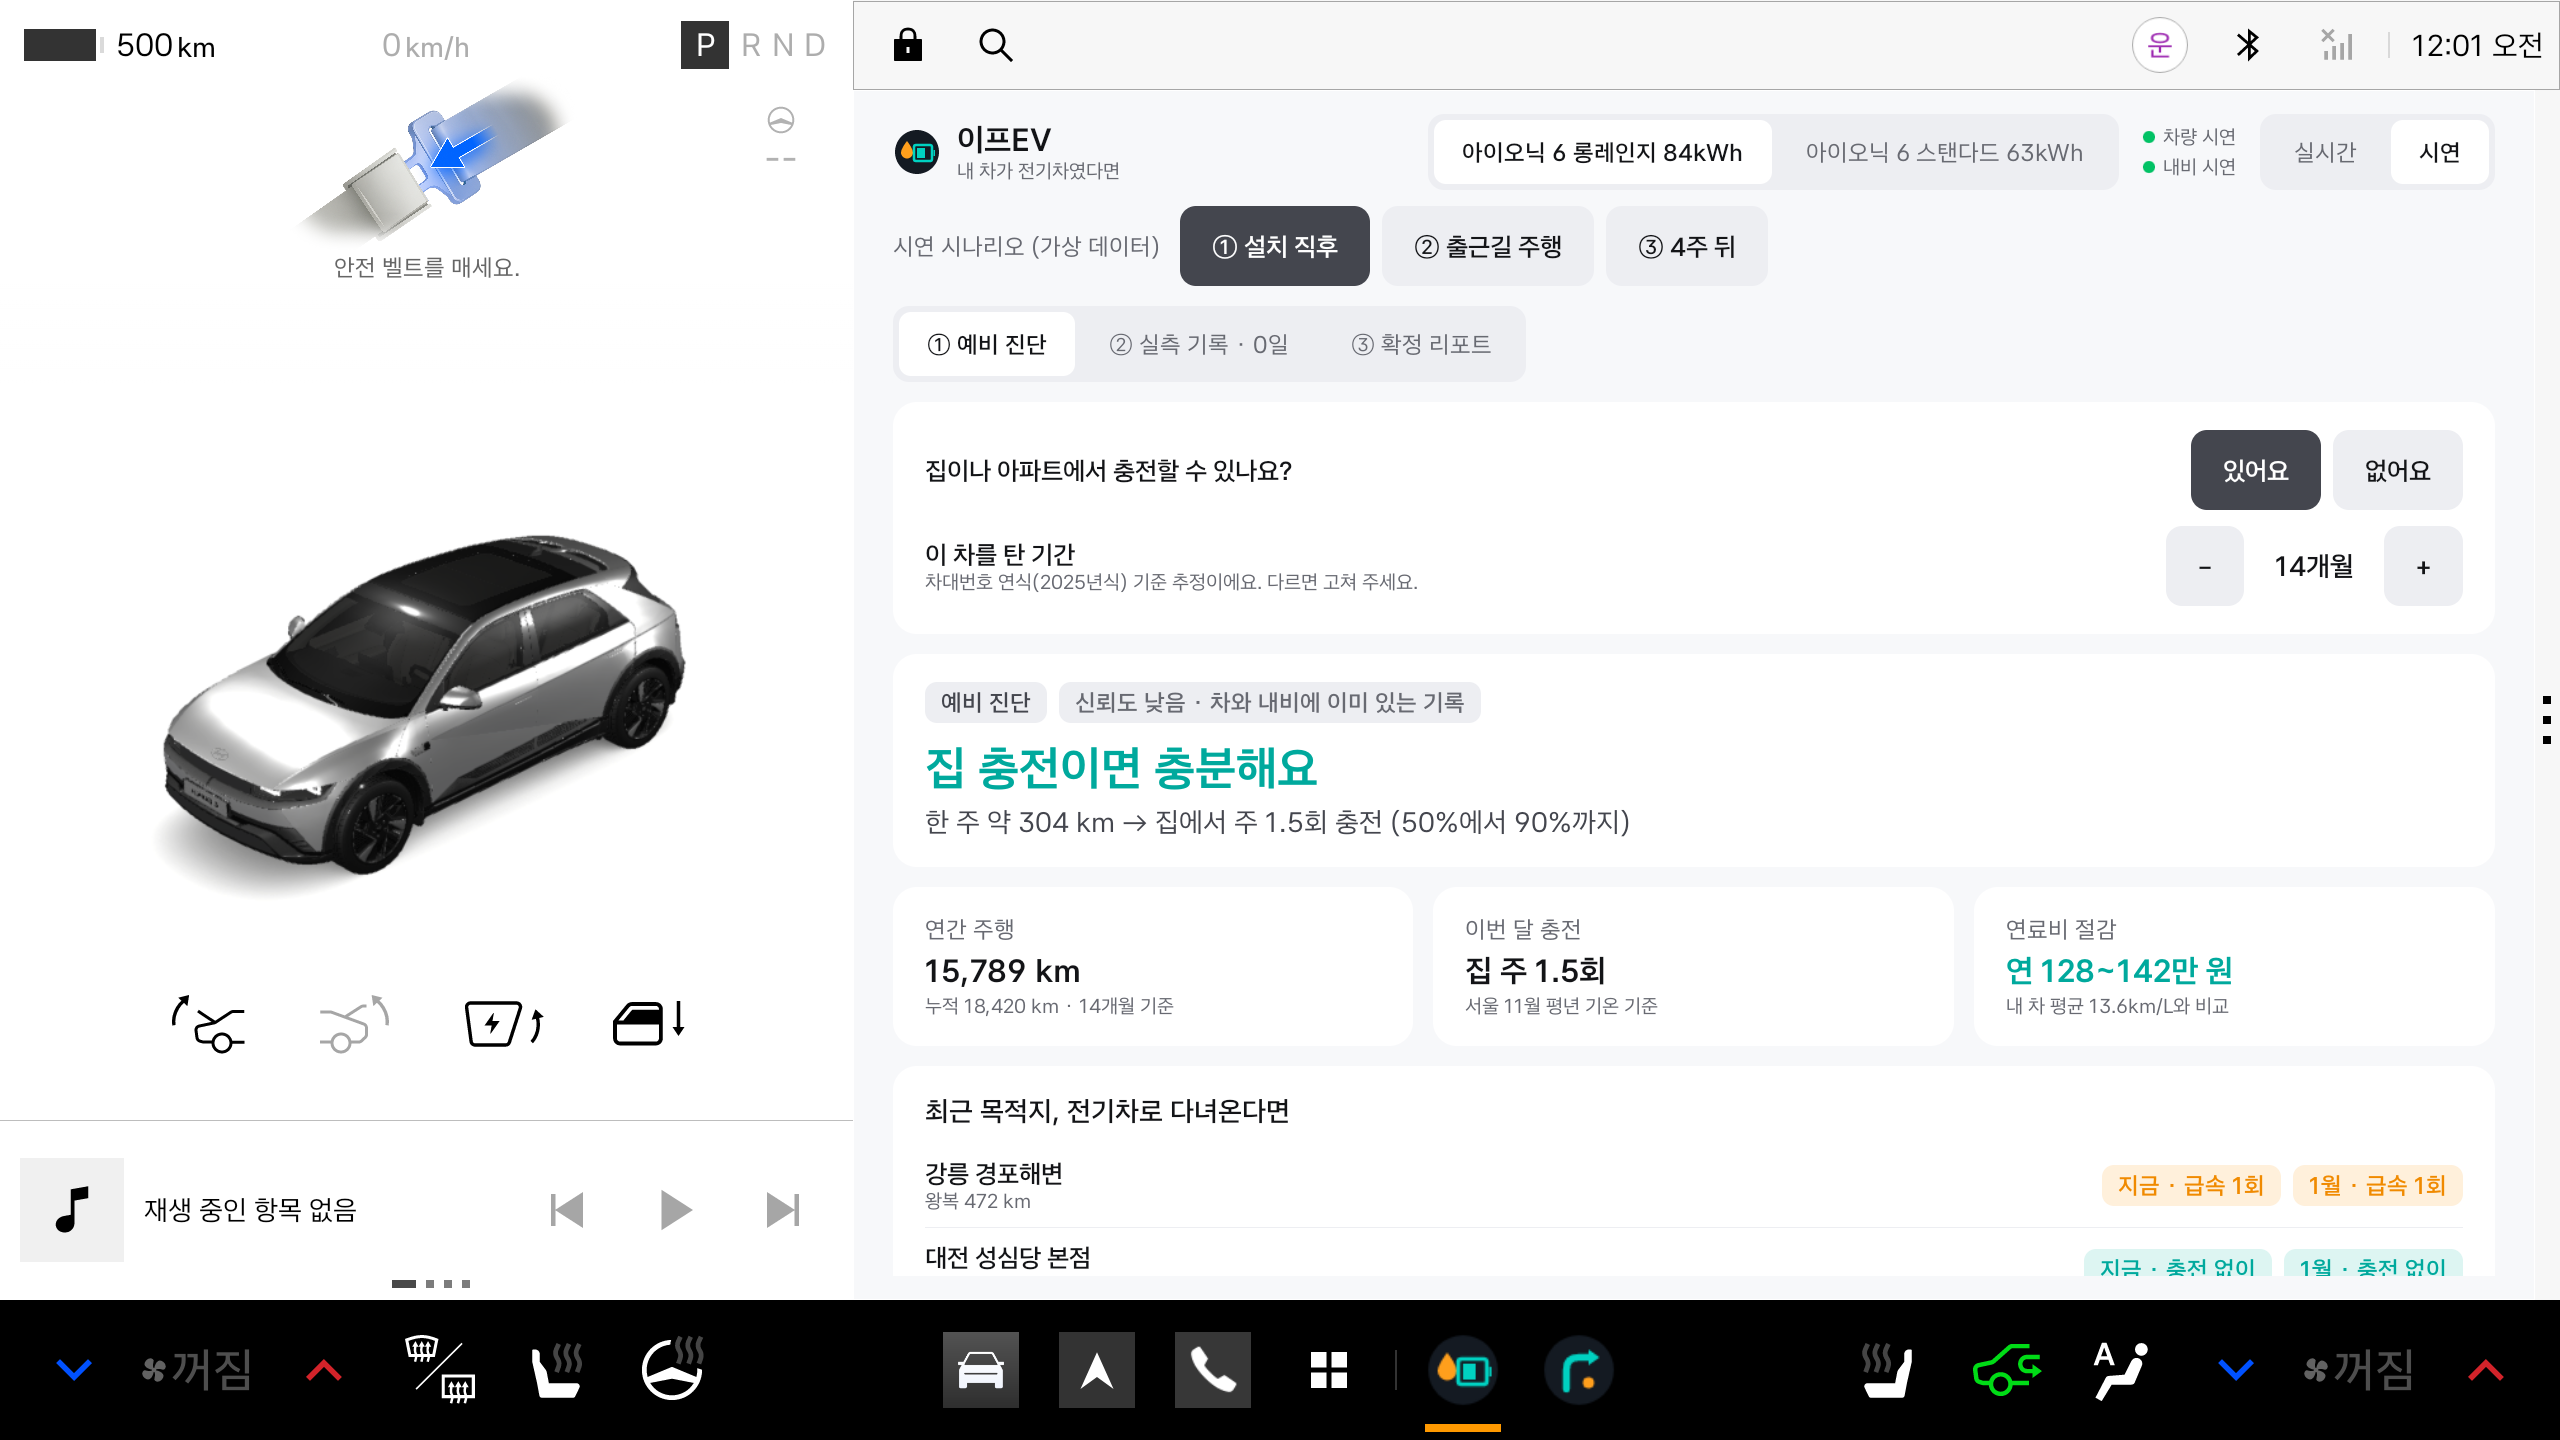 500 km
0 km/h
P R N D
안전 벨트를 매세요.
--
재생 중인 항목 없음
운
12:01 오전
이프EV
내 차가 전기차였다면
아이오닉 6 롱레인지 84kWh
아이오닉 6 스탠다드 63kWh
차량 시연
내비 시연
실시간
시연
시연 시나리오 (가상 데이터)
① 설치 직후
② 출근길 주행
③ 4주 뒤
① 예비 진단
② 실측 기록 · 0일
③ 확정 리포트
집이나 아파트에서 충전할 수 있나요?
있어요
없어요
이 차를 탄 기간
차대번호 연식(2025년식) 기준 추정이에요. 다르면 고쳐 주세요.
−
14개월
+
예비 진단
신뢰도 낮음 · 차와 내비에 이미 있는 기록
집 충전이면 충분해요
한 주 약 304 km → 집에서 주 1.5회 충전 (50%에서 90%까지)
연간 주행
15,789 km
누적 18,420 km · 14개월 기준
이번 달 충전
집 주 1.5회
서울 11월 평년 기온 기준
연료비 절감
연 128~142만 원
내 차 평균 13.6km/L와 비교
최근 목적지, 전기차로 다녀온다면
강릉 경포해변
왕복 472 km
지금 · 급속 1회
1월 · 급속 1회
대전 성심당 본점
지금 · 충전 없이
1월 · 충전 없이
꺼짐
A
꺼짐